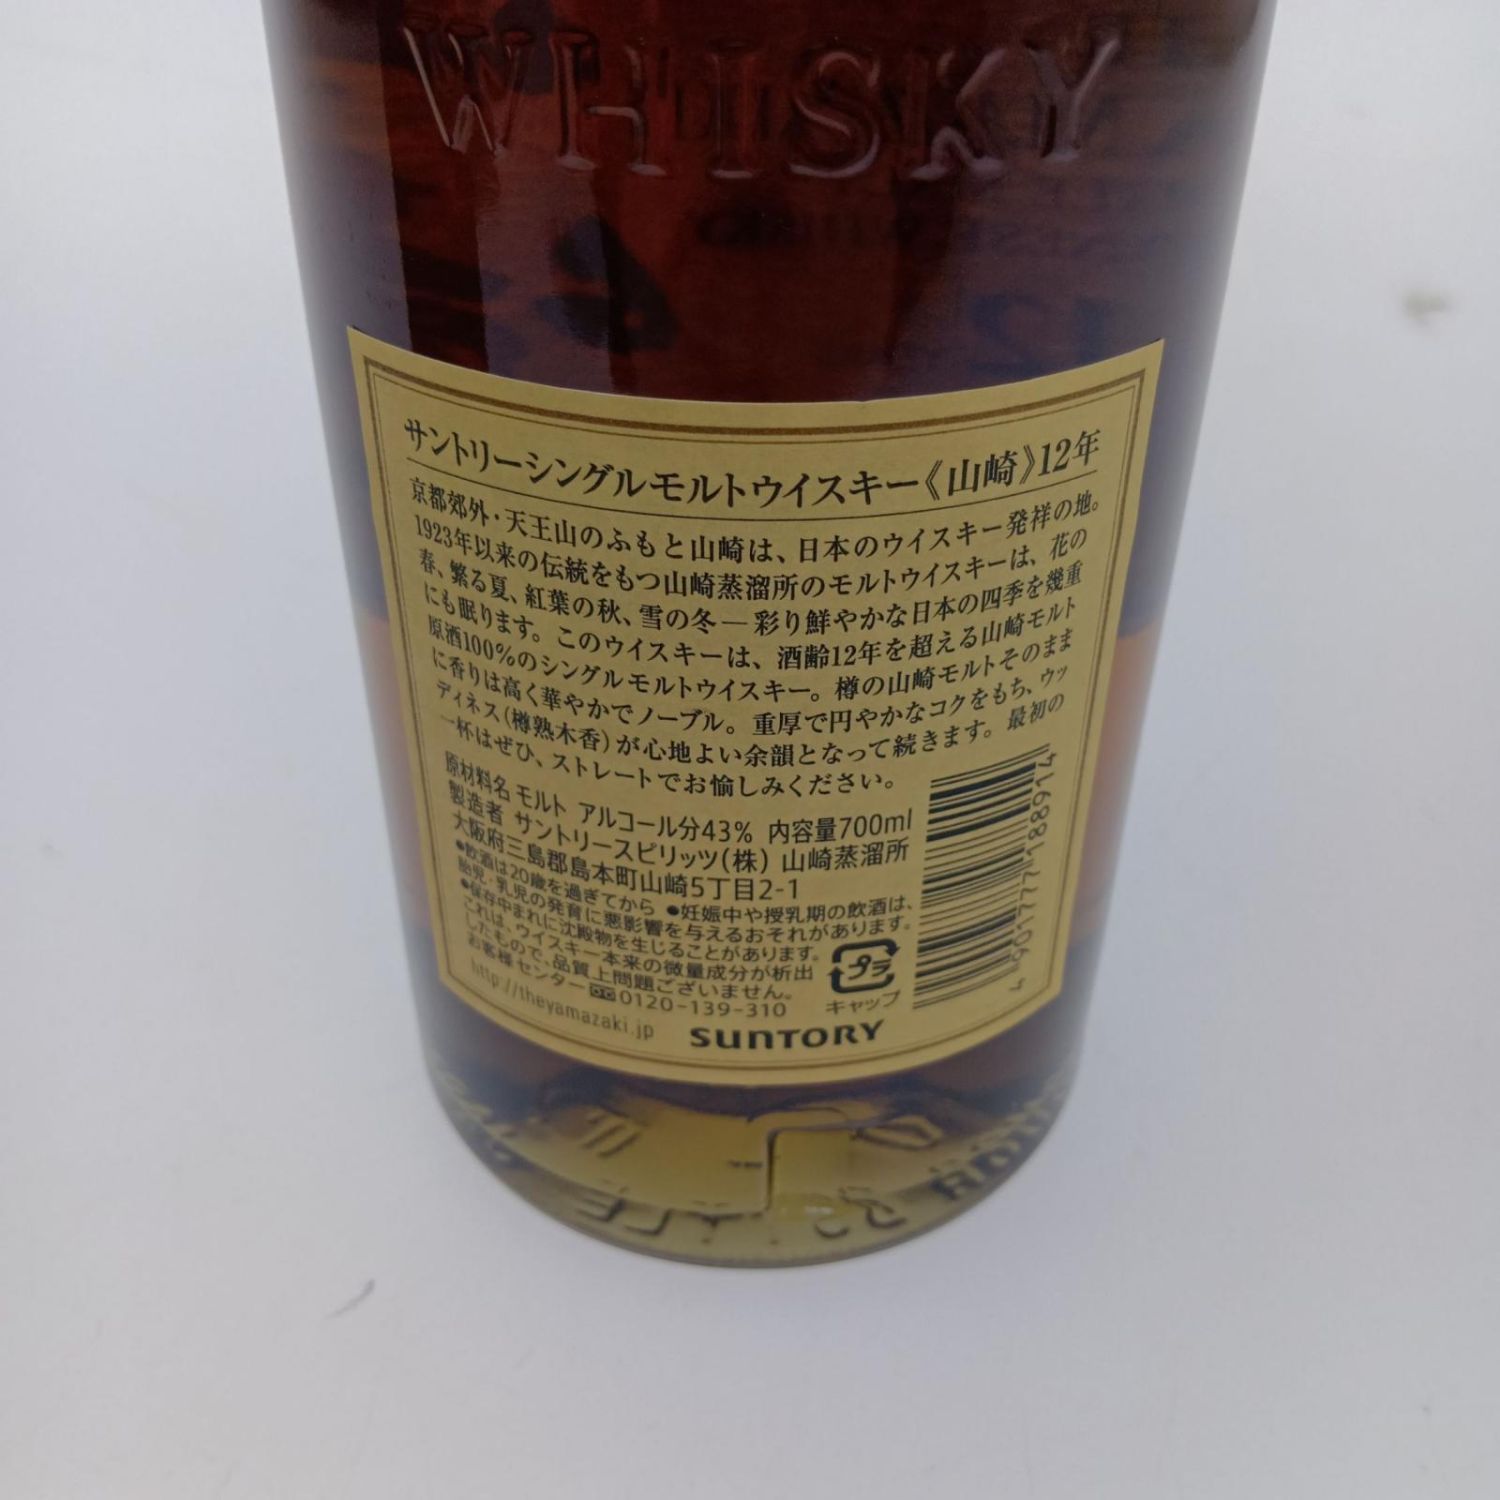 WHISKY
サントリーシングルモルトウイスキー《山崎》12年
京都郊外・天王山のふもと山崎は、日本のウイスキー発祥の地。
1923年以来の伝統をもつ山崎蒸溜所のモルトウイスキーは、花の
春、繁る夏、紅葉の秋、雪の冬―彩り鮮やかな日本の四季を幾重
にも眠ります。このウイスキーは、酒齢12年を超える山崎モルト
原酒100%のシングルモルトウイスキー。樽の山崎モルトそのまま
に香りは高く華やかでノーブル。重厚で円やかなコクをもち、ウッ
ディネス(樽熟木香)が心地よい余韻となって続きます。最初の
一杯はぜひ、ストレートでお愉しみください。
原材料名 モルト アルコール分43% 内容量700ml
製造者 サントリースピリッツ(株) 山崎蒸溜所
大阪府三島郡島本町山崎5丁目2-1
●飲酒は20歳を過ぎてから ●妊娠中や授乳期の飲酒は、
胎児・乳児の発育に悪影響を与えるおそれがあります。
●保存中まれに沈殿物を生じることがあります。
これは、ウイスキー本来の微量成分が析出
したもので、品質上問題ございません。
お客様センター 0120-139-310
http://theyamazaki.jp
SUNTORY
プラ
キャップ
4 901777 188914